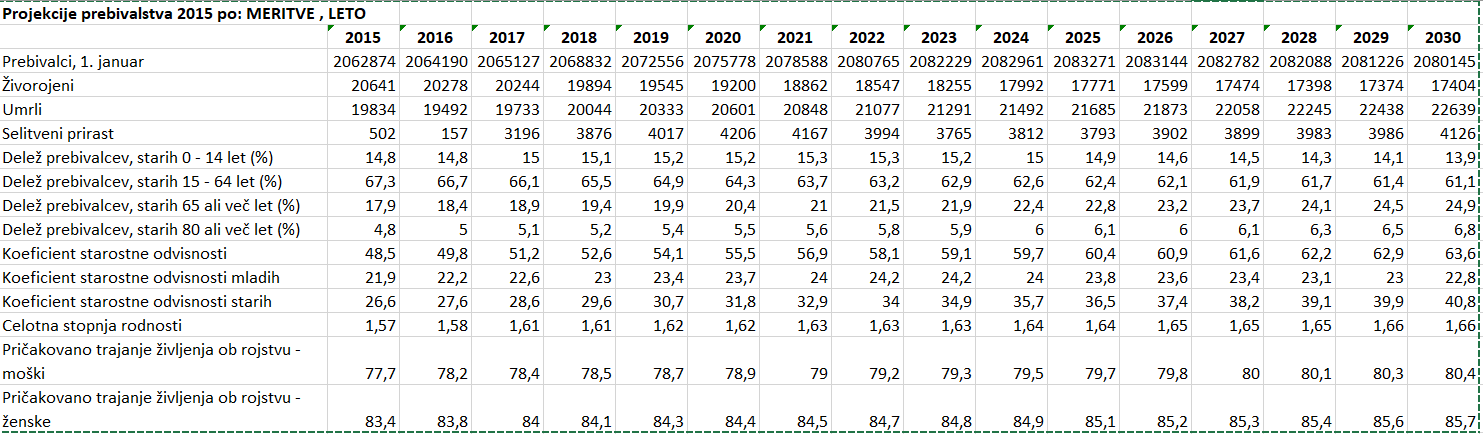 Projekcije prebivalstva 2015 po: MERITVE , LETO
2015 2016 2017 2018 2019 2020 2021 2022 2023 2024 2025 2026 2027 2028 2029 2030
Prebivalci, 1. januar 2062874 2064190 2065127 2068832 2072556 2075778 2078588 2080765 2082229 2082961 2083271 2083144 2082782 2082088 2081226 2080145
Živorojeni 20641 20278 20244 19894 19545 19200 18862 18547 18255 17992 17771 17599 17474 17398 17374 17404
Umrli 19834 19492 19733 20044 20333 20601 20848 21077 21291 21492 21685 21873 22058 22245 22438 22639
Selitveni prirast 502 157 3196 3876 4017 4206 4167 3994 3765 3812 3793 3902 3899 3983 3986 4126
Delež prebivalcev, starih 0 - 14 let (%) 14,8 14,8 15 15,1 15,2 15,2 15,3 15,3 15,2 15 14,9 14,6 14,5 14,3 14,1 13,9
Delež prebivalcev, starih 15 - 64 let (%) 67,3 66,7 66,1 65,5 64,9 64,3 63,7 63,2 62,9 62,6 62,4 62,1 61,9 61,7 61,4 61,1
Delež prebivalcev, starih 65 ali več let (%) 17,9 18,4 18,9 19,4 19,9 20,4 21 21,5 21,9 22,4 22,8 23,2 23,7 24,1 24,5 24,9
Delež prebivalcev, starih 80 ali več let (%) 4,8 5 5,1 5,2 5,4 5,5 5,6 5,8 5,9 6 6,1 6 6,1 6,3 6,5 6,8
Koeficient starostne odvisnosti 48,5 49,8 51,2 52,6 54,1 55,5 56,9 58,1 59,1 59,7 60,4 60,9 61,6 62,2 62,9 63,6
Koeficient starostne odvisnosti mladih 21,9 22,2 22,6 23 23,4 23,7 24 24,2 24,2 24 23,8 23,6 23,4 23,1 23 22,8
Koeficient starostne odvisnosti starih 26,6 27,6 28,6 29,6 30,7 31,8 32,9 34 34,9 35,7 36,5 37,4 38,2 39,1 39,9 40,8
Celotna stopnja rodnosti 1,57 1,58 1,61 1,61 1,62 1,62 1,63 1,63 1,63 1,64 1,64 1,65 1,65 1,65 1,66 1,66
Pričakovano trajanje življenja ob rojstvu -
moški 77,7 78,2 78,4 78,5 78,7 78,9 79 79,2 79,3 79,5 79,7 79,8 80 80,1 80,3 80,4
Pričakovano trajanje življenja ob rojstvu -
ženske 83,4 83,8 84 84,1 84,3 84,4 84,5 84,7 84,8 84,9 85,1 85,2 85,3 85,4 85,6 85,7